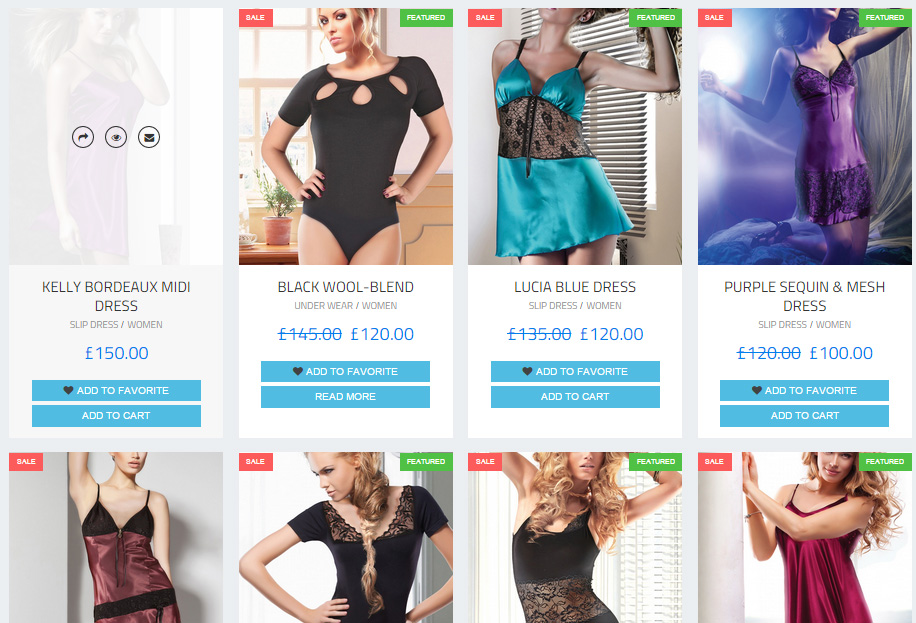 SALE
FEATURED
SALE
FEATURED
SALE
FEATURED
KELLY BORDEAUX MIDI
DRESS
SLIP DRESS / WOMEN
£150.00
ADD TO FAVORITE
ADD TO CART
BLACK WOOL-BLEND
UNDER WEAR / WOMEN
£145.00 £120.00
ADD TO FAVORITE
READ MORE
LUCIA BLUE DRESS
SLIP DRESS / WOMEN
£135.00 £120.00
ADD TO FAVORITE
ADD TO CART
PURPLE SEQUIN & MESH
DRESS
SLIP DRESS / WOMEN
£120.00 £100.00
ADD TO FAVORITE
ADD TO CART
SALE
SALE
FEATURED
SALE
FEATURED
SALE
FEATURED